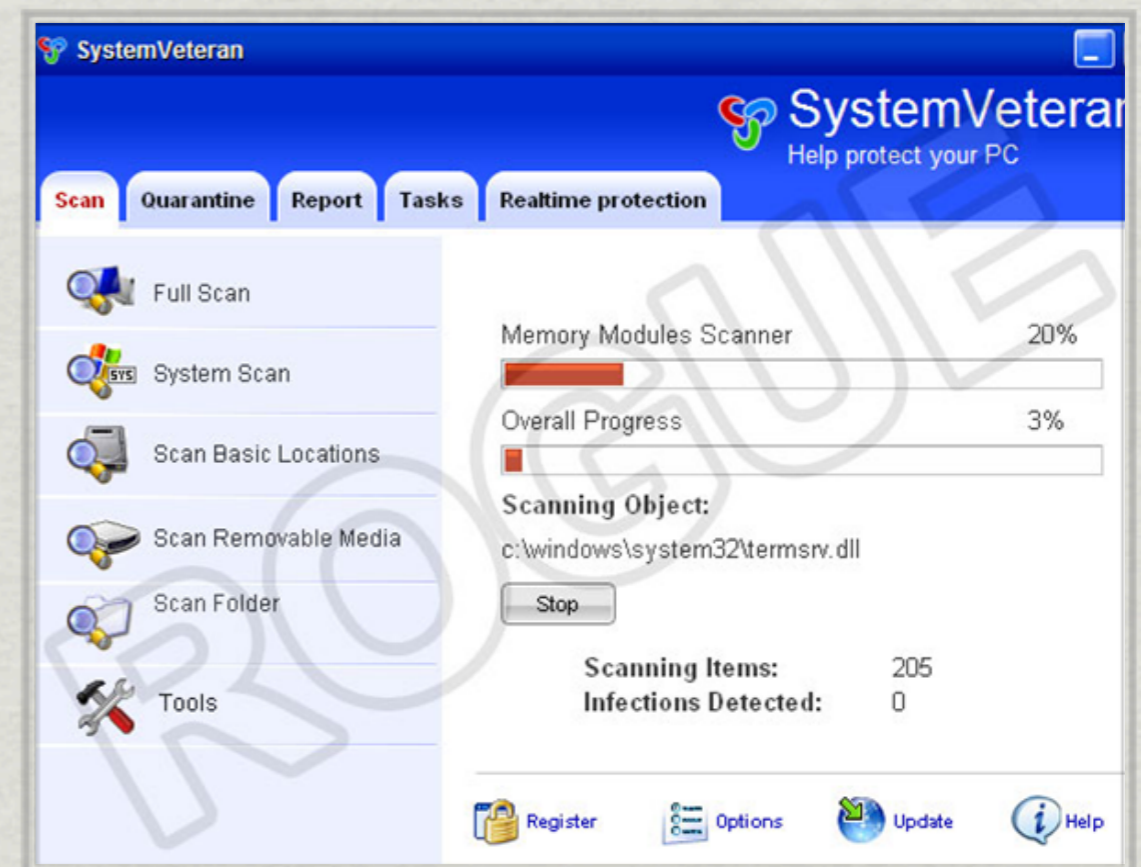 SystemVeteran
SystemVeteran
Help protect your PC
Scan Quarantine Report Tasks Realtime protection
Full Scan
System Scan
Scan Basic Locations
Scan Removable Media
Scan Folder
Tools
Memory Modules Scanner 20%
Overall Progress 3%
Scanning Object:
c:\windows\system32\termsrv.dll
Stop
Scanning Items: 205
Infections Detected: 0
Register Options Update Help
SYS
ROGUE